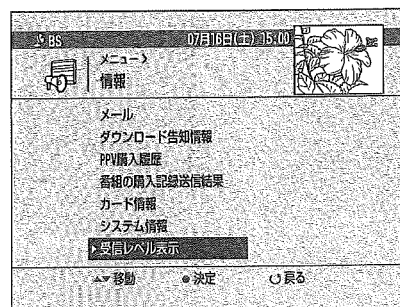 BS 07月16日(土) 15:00
メニュー>
情報
メール
ダウンロード告知情報
PPV購入履歴
番組の購入記録送信結果
カード情報
システム情報
▶受信レベル表示
▲▼移動 ●決定 ↺戻る